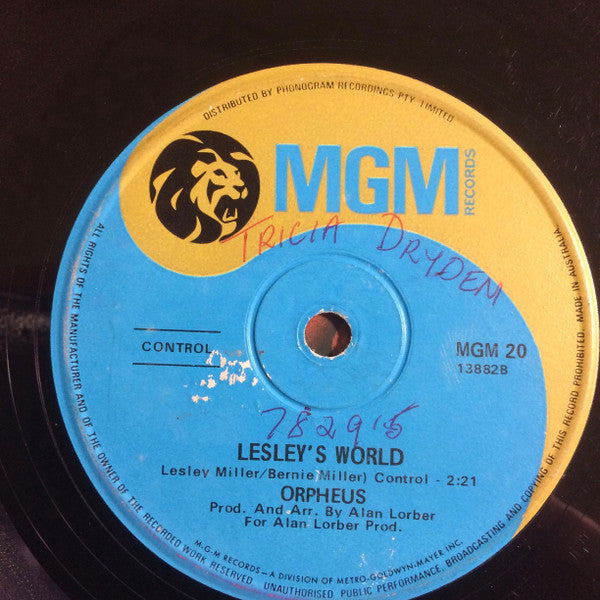 DISTRIBUTED BY PHONOGRAM RECORDINGS PTY. LIMITED
MGM
RECORDS
TRICIA DRYDEN
CONTROL
MGM 20
13882B
782915
LESLEY'S WORLD
Lesley Miller/Bernie Miller) Control - 2:21
ORPHEUS
Prod. And Arr. By Alan Lorber
For Alan Lorber Prod.
M-G-M RECORDS – A DIVISION OF METRO-GOLDWYN-MAYER INC.
ALL RIGHTS OF THE MANUFACTURER AND OF THE OWNER OF THE RECORDED WORK RESERVED UNAUTHORISED PUBLIC PERFORMANCE, BROADCASTING AND COPYING OF THIS RECORD PROHIBITED. MADE IN AUSTRALIA